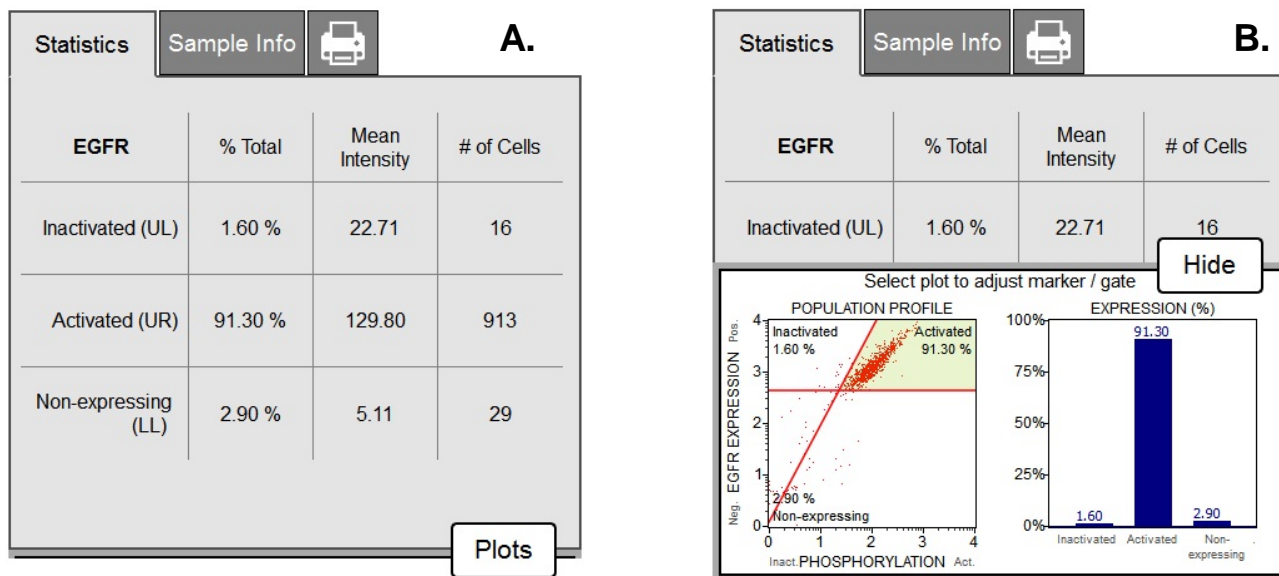 A.
Statistics Sample Info
EGFR % Total Mean Intensity # of Cells
Inactivated (UL) 1.60 % 22.71 16
Activated (UR) 91.30 % 129.80 913
Non-expressing (LL) 2.90 % 5.11 29
Plots
B.
Statistics Sample Info
EGFR % Total Mean Intensity # of Cells
Inactivated (UL) 1.60 % 22.71 16
Hide
Select plot to adjust marker / gate
POPULATION PROFILE
Neg. EGFR EXPRESSION Pos.
4
3
2
1
0
Inactivated
1.60 %
Activated
91.30 %
2.90 %
Non-expressing
0 1 2 3 4
Inact. PHOSPHORYLATION Act.
EXPRESSION (%)
100%
75%
50%
25%
0%
1.60
91.30
2.90
Inactivated Activated Non-expressing